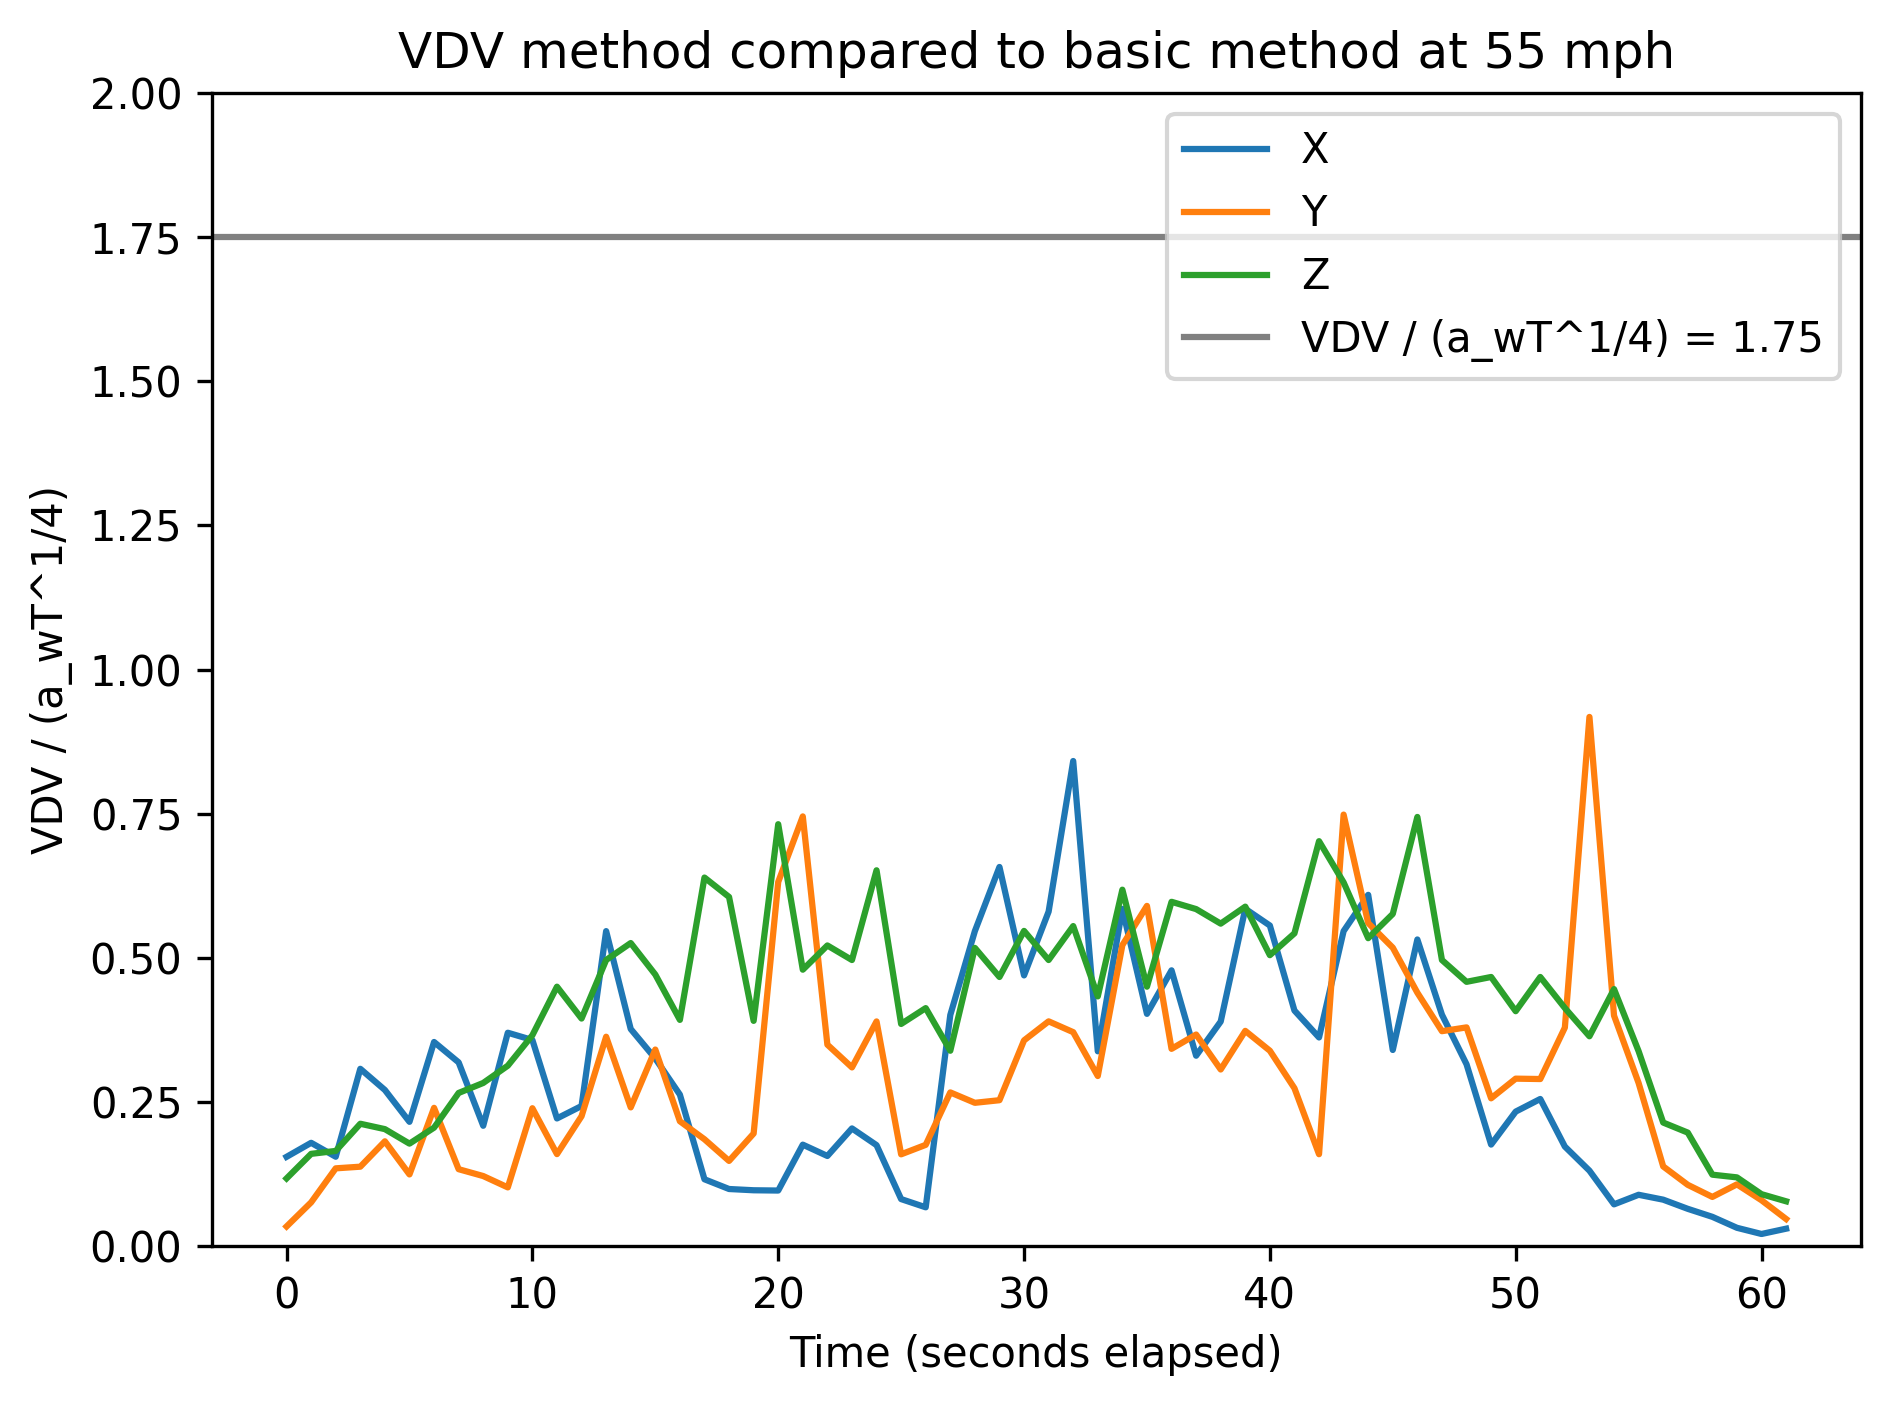 VDV method compared to basic method at 55 mph
2.00
1.75
1.50
1.25
1.00
0.75
0.50
0.25
0.00
VDV / (a_wT^1/4)
X
Y
Z
VDV / (a_wT^1/4) = 1.75
0 10 20 30 40 50 60
Time (seconds elapsed)